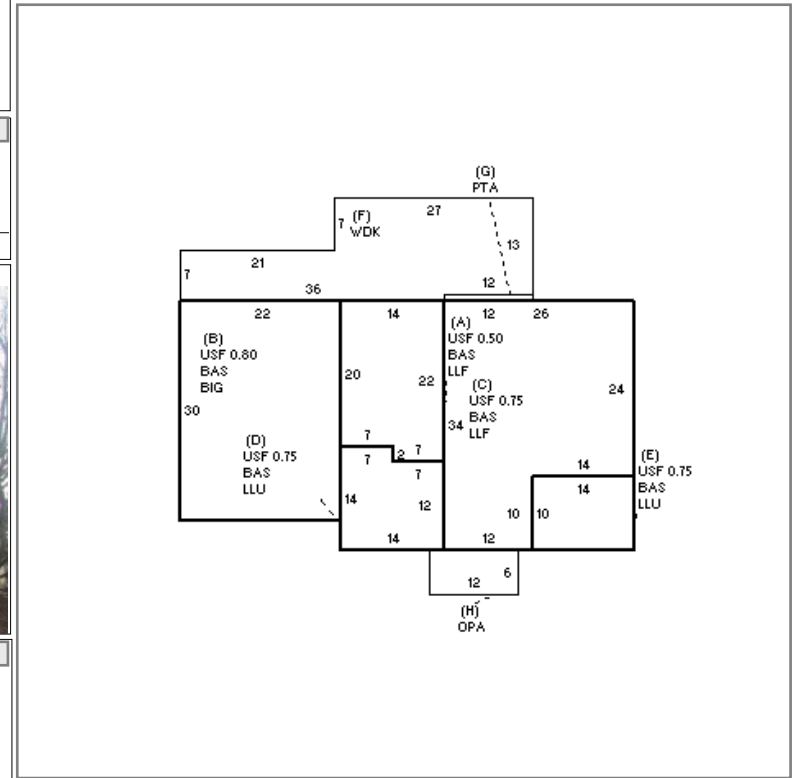 (G)
PTA
7
(F)
WDK
27
13
21
7
36
12
22
14
12
26
(A)
USF 0.50
BAS
LLF
(B)
USF 0.80
BAS
BIG
20
22
(C)
USF 0.75
BAS
LLF
24
30
34
(D)
USF 0.75
BAS
LLU
7
2
7
7
7
14
14
(E)
USF 0.75
BAS
LLU
14
12
10
10
14
12
12
6
(H)
OPA